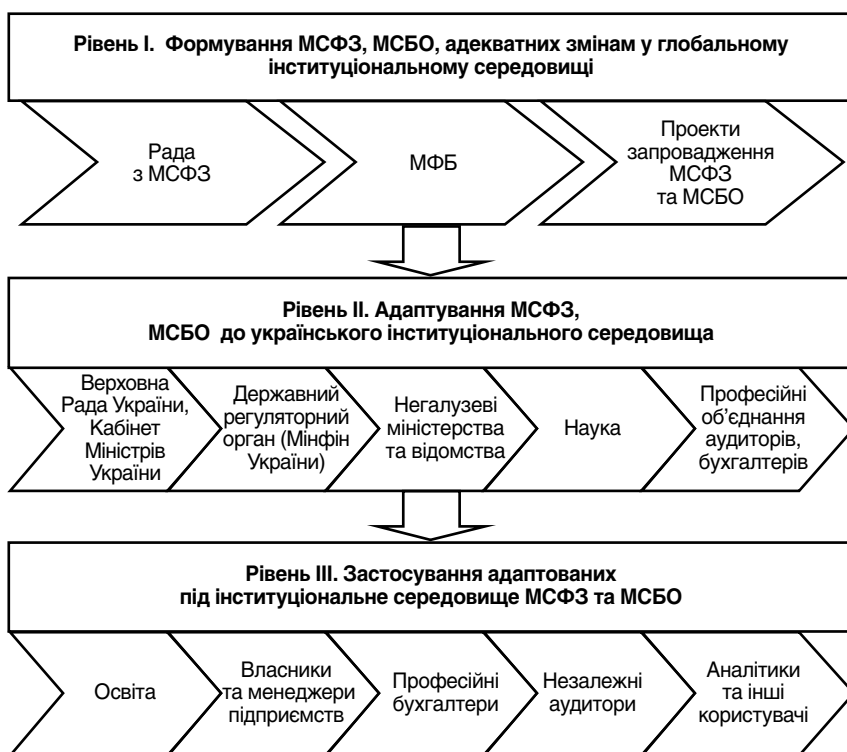 Рівень I.  Формування МСФЗ, МСБО, адекватних змінам у глобальному
інституціональному середовищі
Рада
з МСФЗ
МФБ
Проекти
запровадження
МСФЗ
та МСБО
Рівень II. Адаптування МСФЗ,
МСБО  до українського інституціонального середовища
Верховна
Рада України,
Кабінет
Міністрів
України
Державний
регуляторний
орган (Мінфін
України)
Негалузеві
міністерства
та відомства
Наука
Професійні
об’єднання
аудиторів,
бухгалтерів
Рівень III. Застосування адаптованих
під інституціональне середовище МСФЗ та МСБО
Освіта
Власники
та менеджери
підприємств
Професійні
бухгалтери
Незалежні
аудитори
Аналітики
та інші
користувачі